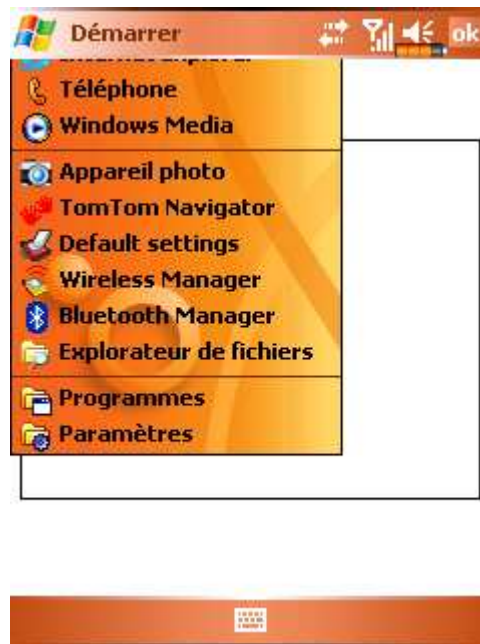 Démarrer
ok
Téléphone
Windows Media
Appareil photo
TomTom Navigator
Default settings
Wireless Manager
Bluetooth Manager
Explorateur de fichiers
Programmes
Paramètres